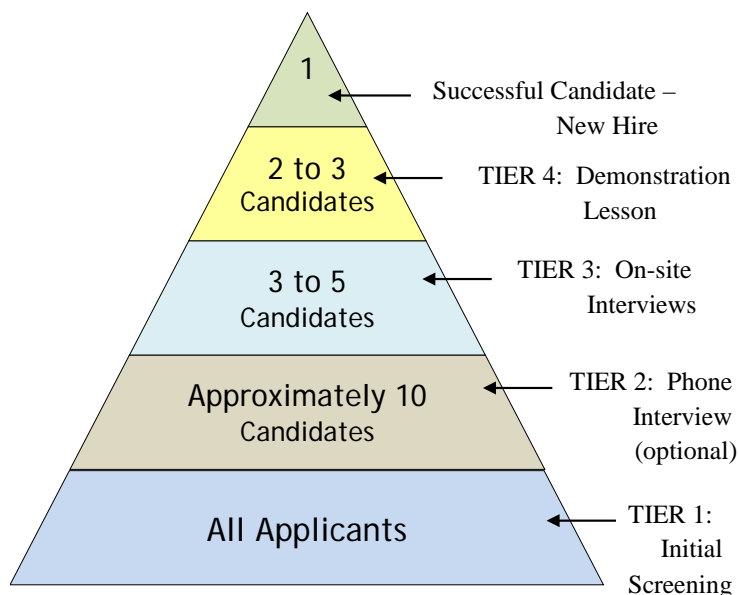 1
Successful Candidate –
New Hire
2 to 3
Candidates
TIER 4: Demonstration
Lesson
3 to 5
Candidates
TIER 3: On-site
Interviews
Approximately 10
Candidates
TIER 2: Phone
Interview
(optional)
All Applicants
TIER 1:
Initial
Screening